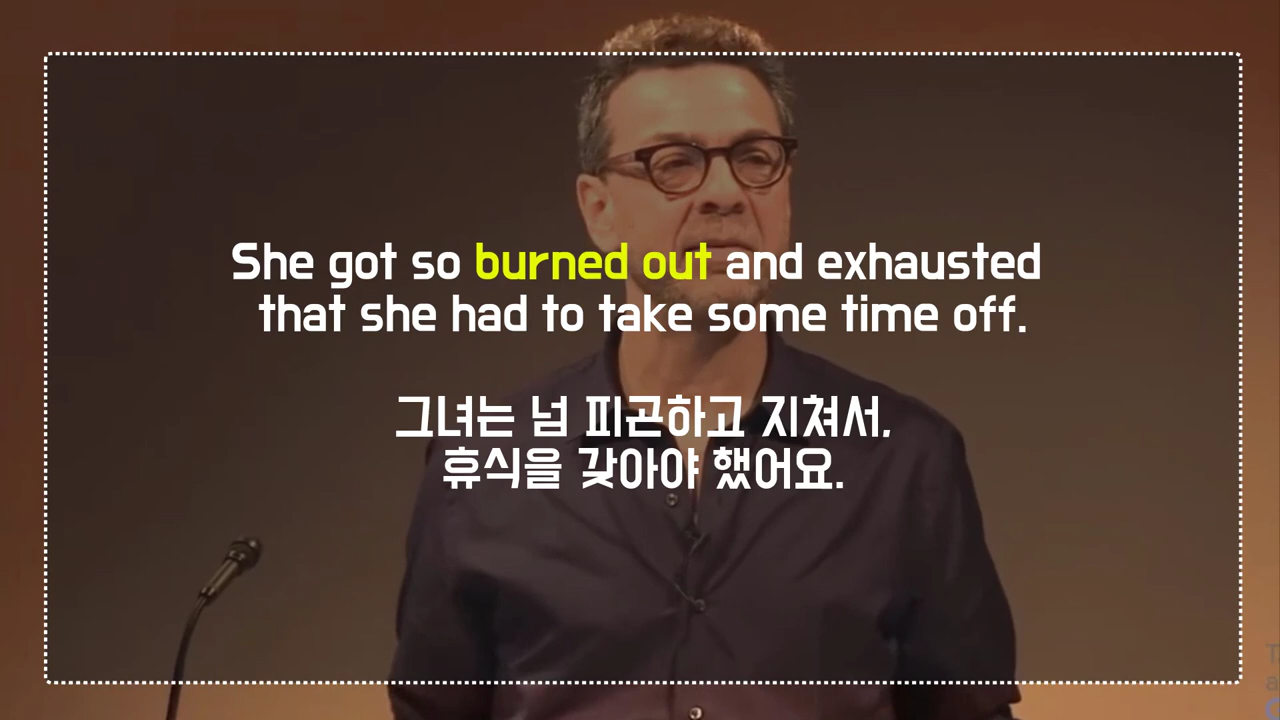 She got so burned out and exhausted
that she had to take some time off.
그녀는 넘 피곤하고 지쳐서,
휴식을 갖아야 했어요.